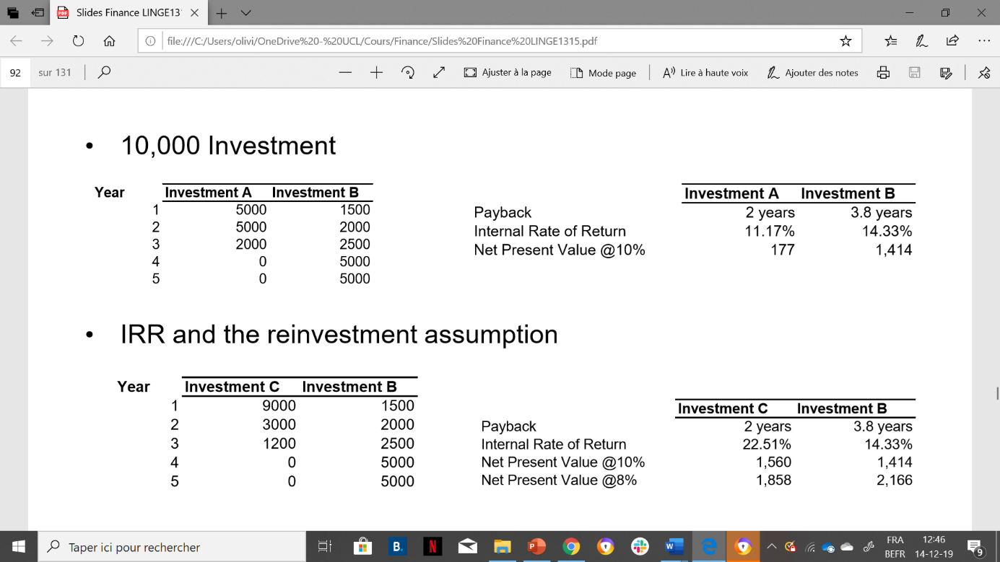 Slides Finance LINGE13
file:///C:/Users/olivi/OneDrive%20-%20UCL/Cours/Finance/Slides%20Finance%20LINGE1315.pdf
92 sur 131 Ajuster à la page Mode page Lire à haute voix Ajouter des notes
• 10,000 Investment
Year Investment A Investment B
1 5000 1500
2 5000 2000
3 2000 2500
4 0 5000
5 0 5000
Investment A Investment B
Payback 2 years 3.8 years
Internal Rate of Return 11.17% 14.33%
Net Present Value @10% 177 1,414
• IRR and the reinvestment assumption
Year Investment C Investment B
1 9000 1500
2 3000 2000
3 1200 2500
4 0 5000
5 0 5000
Investment C Investment B
Payback 2 years 3.8 years
Internal Rate of Return 22.51% 14.33%
Net Present Value @10% 1,560 1,414
Net Present Value @8% 1,858 2,166
Taper ici pour rechercher
B.
N
FRA 12:46
BEFR 14-12-19
9